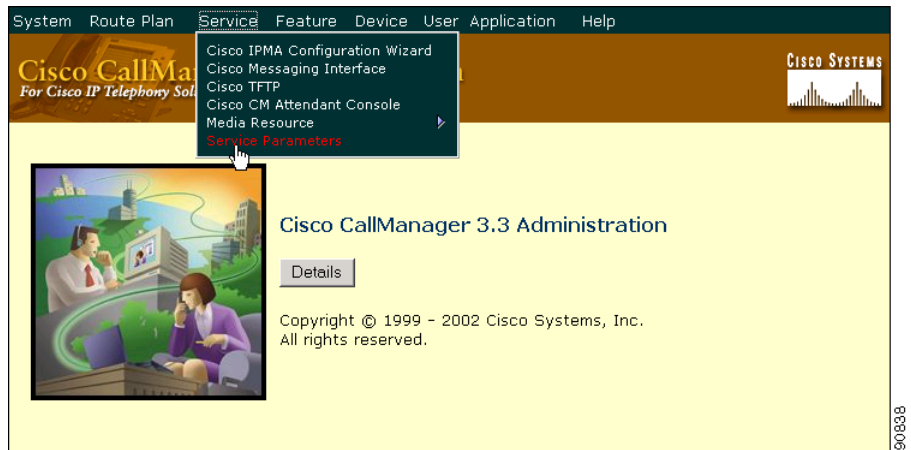 System Route Plan Service Feature Device User Application Help
Cisco IPMA Configuration Wizard
Cisco Messaging Interface
Cisco TFTP
Cisco CM Attendant Console
Media Resource
Service Parameters
Cisco CallMa
For Cisco IP Telephony Sol
CISCO SYSTEMS
Cisco CallManager 3.3 Administration
Details
Copyright © 1999 - 2002 Cisco Systems, Inc.
All rights reserved.
90838